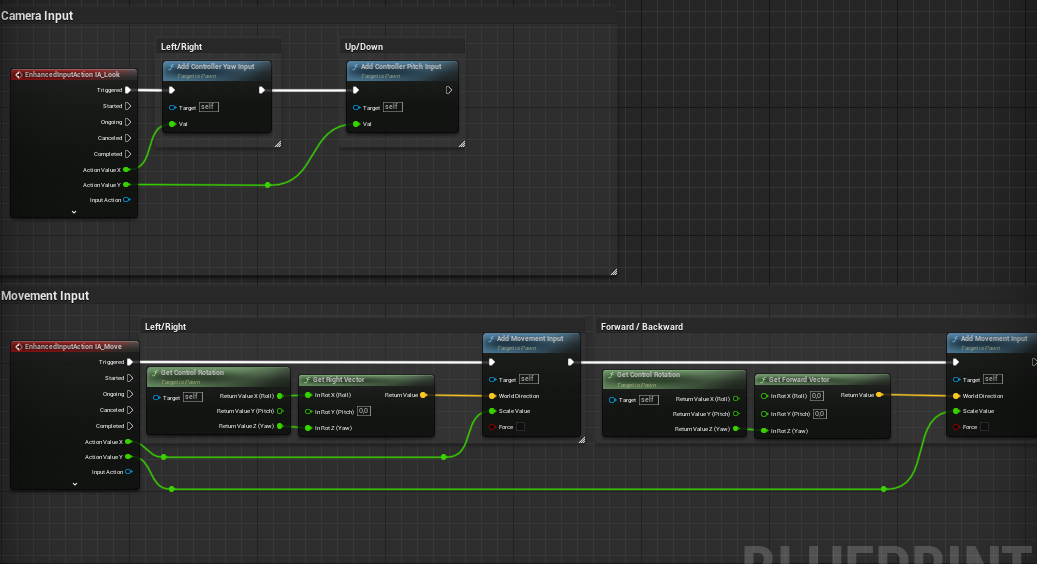 Camera Input
Left/Right
Up/Down
EnhancedInputAction IA_Look
Triggered
Started
Ongoing
Canceled
Completed
Action Value X
Action Value Y
Input Action
Add Controller Yaw Input
Target is Pawn
Target self
Val
Add Controller Pitch Input
Target is Pawn
Target self
Val
Movement Input
Left/Right
Forward / Backward
EnhancedInputAction IA_Move
Triggered
Started
Ongoing
Canceled
Completed
Action Value X
Action Value Y
Input Action
Get Control Rotation
Target is Pawn
Target self
Return Value X (Roll)
Return Value Y (Pitch)
Return Value Z (Yaw)
Get Right Vector
In Rot X (Roll)
Return Value
In Rot Y (Pitch) 0,0
In Rot Z (Yaw)
Add Movement Input
Target is Pawn
Target self
World Direction
Scale Value
Force
Get Control Rotation
Target is Pawn
Target self
Return Value X (Roll)
Return Value Y (Pitch)
Return Value Z (Yaw)
Get Forward Vector
In Rot X (Roll) 0,0
Return Value
In Rot Y (Pitch) 0,0
In Rot Z (Yaw)
Add Movement Input
Target is Pawn
Target self
World Direction
Scale Value
Force
BLUEPRINT